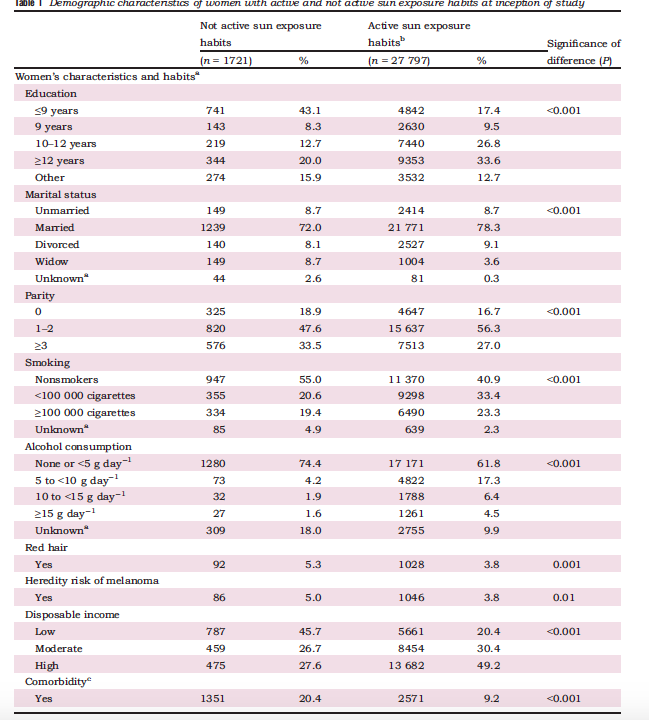 Table 1 Demographic characteristics of women with active and not active sun exposure habits at inception of study
Not active sun exposure habits (n = 1721) Active sun exposure habitsᵇ (n = 27 797) Significance of difference (P)
% %
Women's characteristics and habitsᵃ
Education
≤9 years 741 43.1 4842 17.4 <0.001
9 years 143 8.3 2630 9.5
10–12 years 219 12.7 7440 26.8
≥12 years 344 20.0 9353 33.6
Other 274 15.9 3532 12.7
Marital status
Unmarried 149 8.7 2414 8.7 <0.001
Married 1239 72.0 21 771 78.3
Divorced 140 8.1 2527 9.1
Widow 149 8.7 1004 3.6
Unknownᵃ 44 2.6 81 0.3
Parity
0 325 18.9 4647 16.7 <0.001
1–2 820 47.6 15 637 56.3
≥3 576 33.5 7513 27.0
Smoking
Nonsmokers 947 55.0 11 370 40.9 <0.001
<100 000 cigarettes 355 20.6 9298 33.4
≥100 000 cigarettes 334 19.4 6490 23.3
Unknownᵃ 85 4.9 639 2.3
Alcohol consumption
None or <5 g day⁻¹ 1280 74.4 17 171 61.8 <0.001
5 to <10 g day⁻¹ 73 4.2 4822 17.3
10 to <15 g day⁻¹ 32 1.9 1788 6.4
≥15 g day⁻¹ 27 1.6 1261 4.5
Unknownᵃ 309 18.0 2755 9.9
Red hair
Yes 92 5.3 1028 3.8 0.001
Heredity risk of melanoma
Yes 86 5.0 1046 3.8 0.01
Disposable income
Low 787 45.7 5661 20.4 <0.001
Moderate 459 26.7 8454 30.4
High 475 27.6 13 682 49.2
Comorbidityᶜ
Yes 1351 20.4 2571 9.2 <0.001